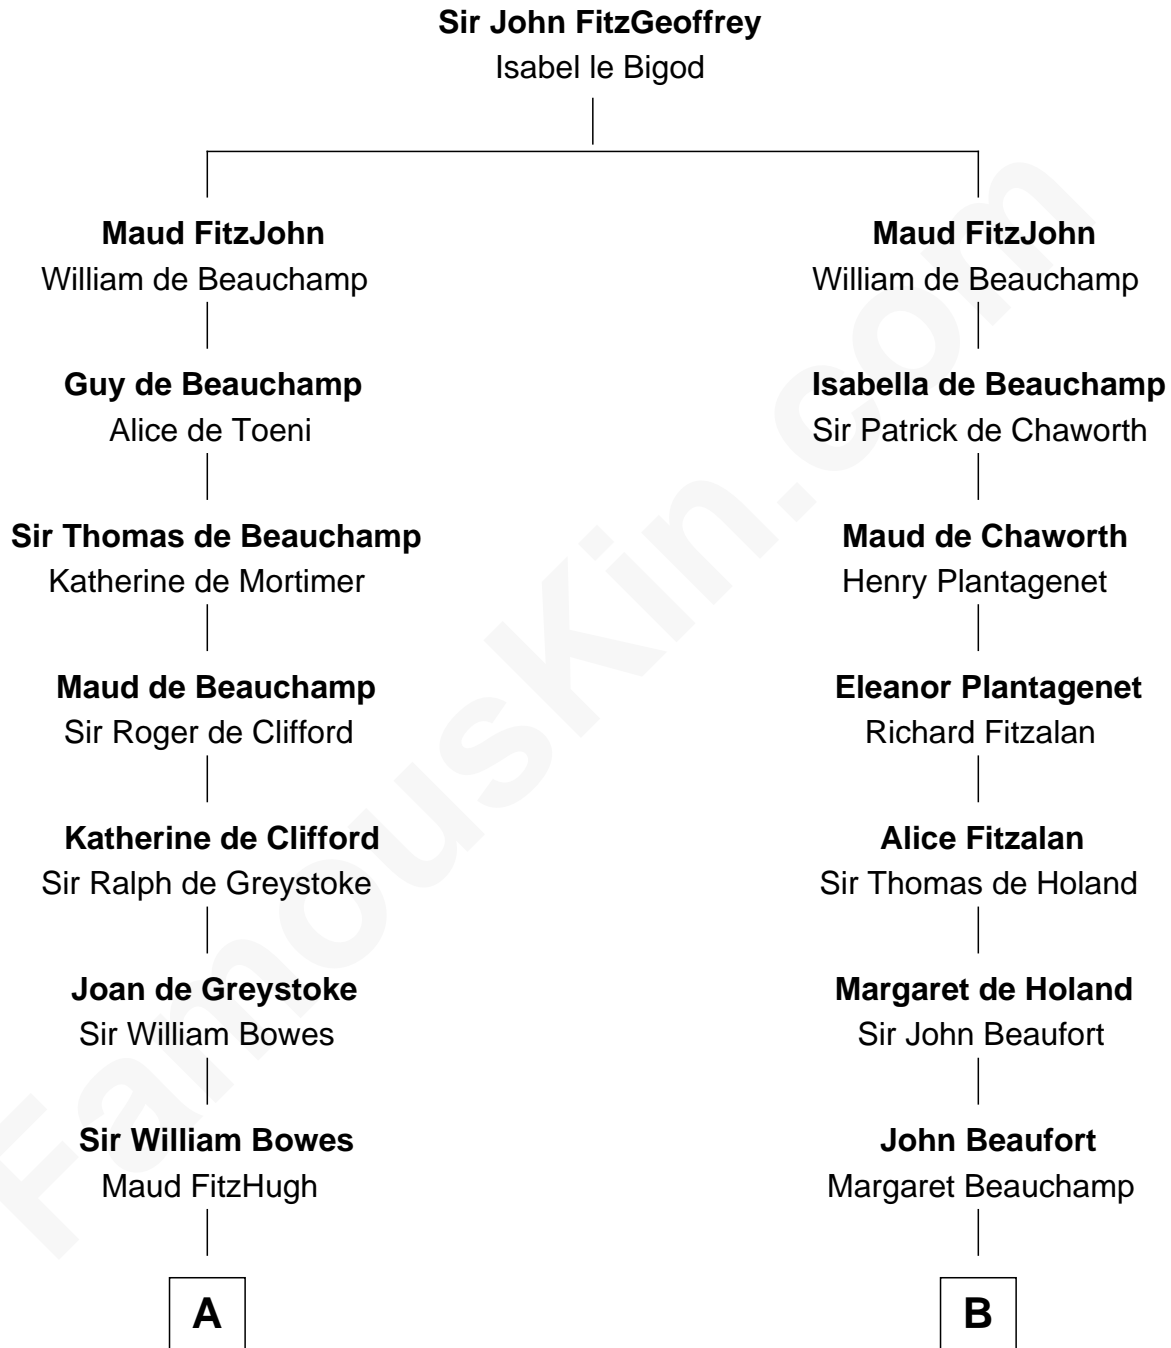 Sir John FitzGeoffrey
Isabel le Bigod
Maud FitzJohn
William de Beauchamp
Maud FitzJohn
William de Beauchamp
Guy de Beauchamp
Alice de Toeni
Isabella de Beauchamp
Sir Patrick de Chaworth
Sir Thomas de Beauchamp
Katherine de Mortimer
Maud de Chaworth
Henry Plantagenet
Maud de Beauchamp
Sir Roger de Clifford
Eleanor Plantagenet
Richard Fitzalan
Katherine de Clifford
Sir Ralph de Greystoke
Alice Fitzalan
Sir Thomas de Holand
Joan de Greystoke
Sir William Bowes
Margaret de Holand
Sir John Beaufort
Sir William Bowes
Maud FitzHugh
John Beaufort
Margaret Beauchamp
A
B
FamousKin.com